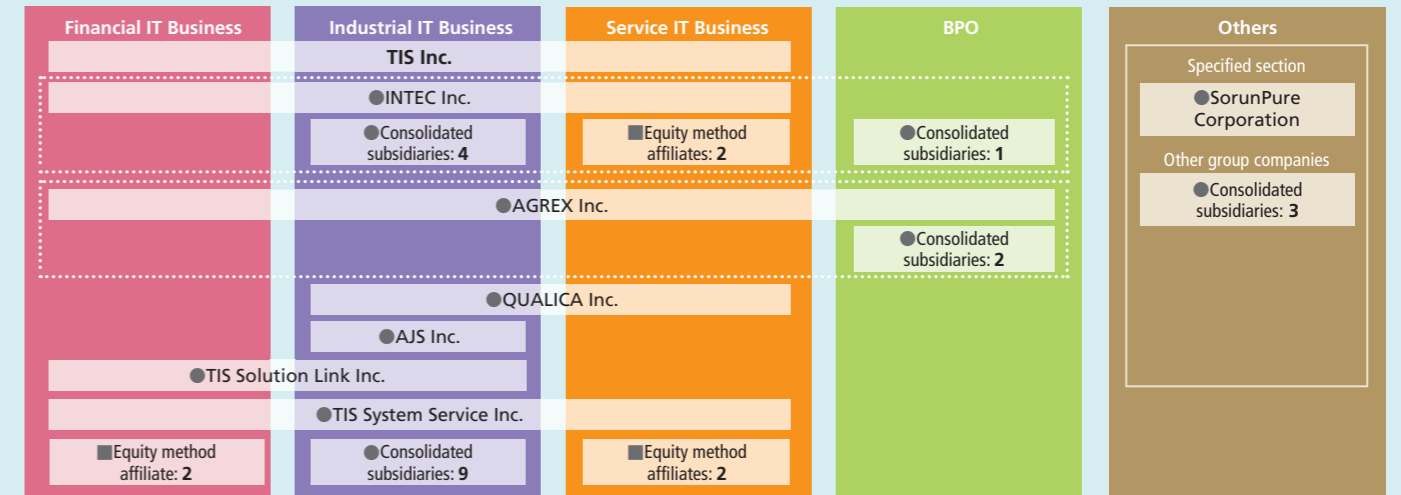 Financial IT Business
Industrial IT Business
Service IT Business
BPO
Others
TIS Inc.
●INTEC Inc.
●Consolidated
subsidiaries: 4
■Equity method
affiliates: 2
●Consolidated
subsidiaries: 1
●AGREX Inc.
●Consolidated
subsidiaries: 2
●QUALICA Inc.
●AJS Inc.
●TIS Solution Link Inc.
●TIS System Service Inc.
■Equity method
affiliate: 2
●Consolidated
subsidiaries: 9
■Equity method
affiliates: 2
Specified section
●SorunPure
Corporation
Other group companies
●Consolidated
subsidiaries: 3